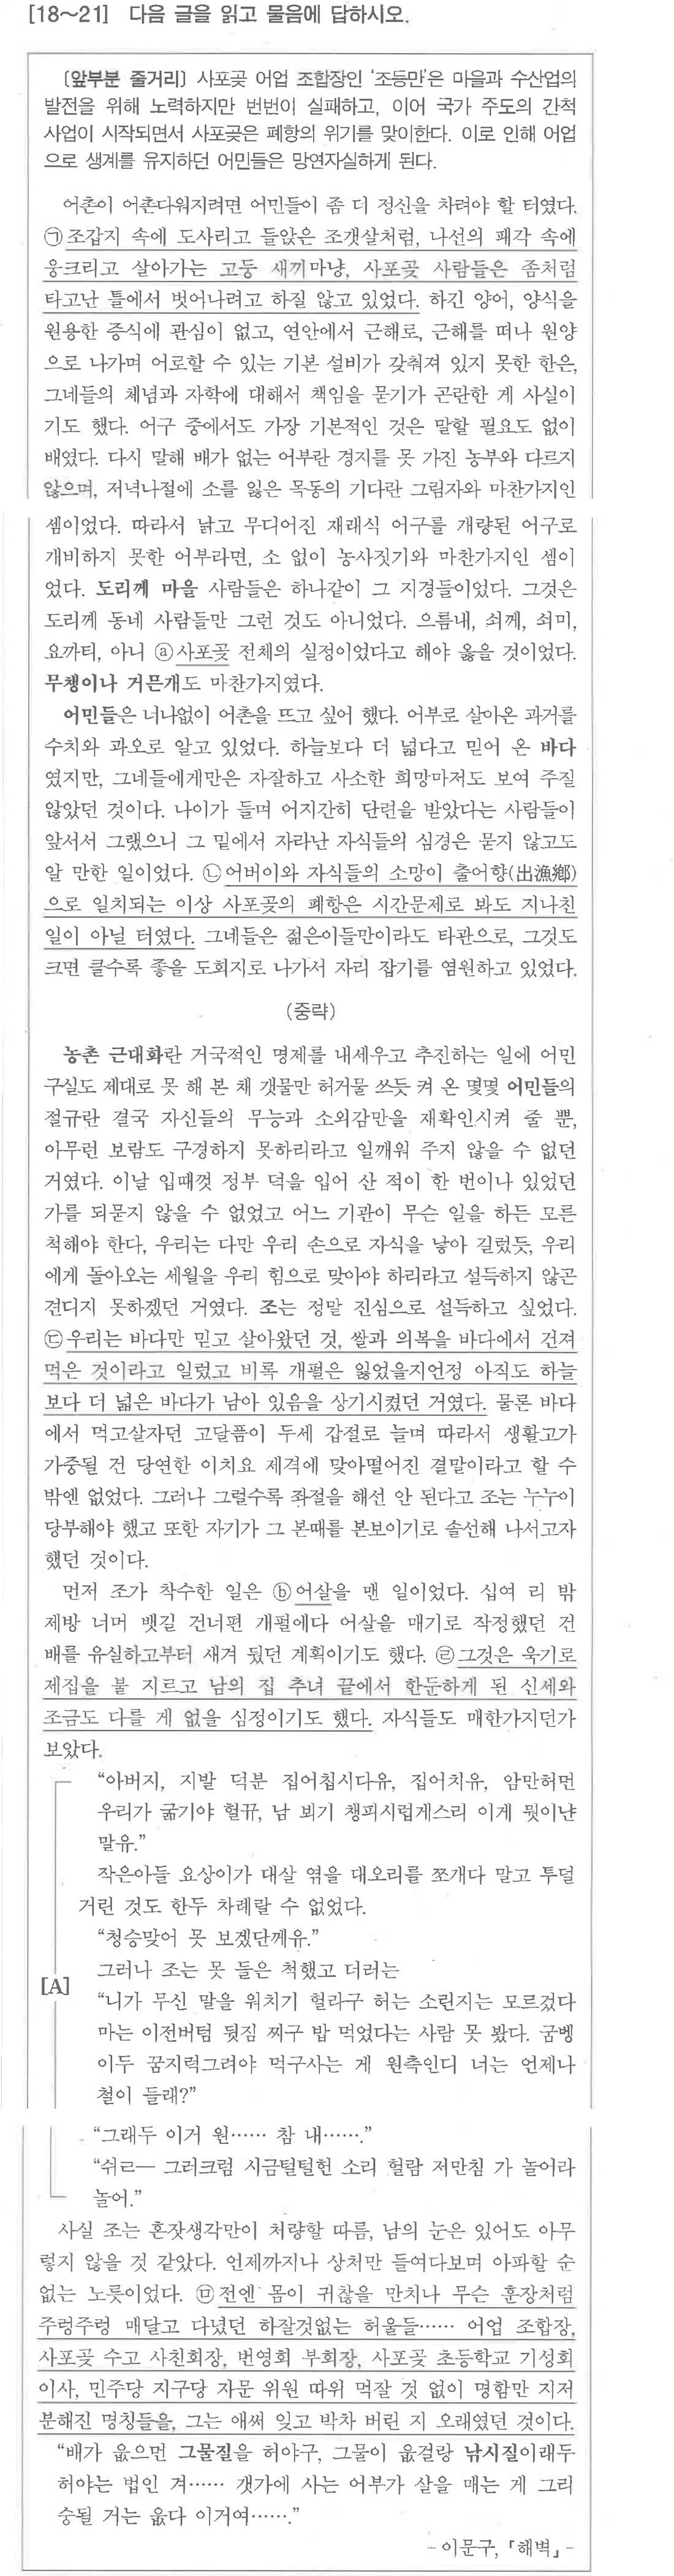 [18~21] 다음 글을 읽고 물음에 답하시오.
[앞부분 줄거리] 사포곶 어업 조합장인 '조등만'은 마을과 수산업의
발전을 위해 노력하지만 번번이 실패하고, 이어 국가 주도의 간척
사업이 시작되면서 사포곶은 폐항의 위기를 맞이한다. 이로 인해 어업
으로 생계를 유지하던 어민들은 망연자실하게 된다.
어촌이 어촌다워지려면 어민들이 좀 더 정신을 차려야 할 터였다.
㉠조갑지 속에 도사리고 들앉은 조갯살처럼, 나선의 패각 속에
웅크리고 살아가는 고둥 새끼마냥, 사포곶 사람들은 좀처럼
타고난 틀에서 벗어나려고 하질 않고 있었다. 하긴 양어, 양식을
원용한 증식에 관심이 없고, 연안에서 근해로, 근해를 떠나 원양
으로 나가며 어로할 수 있는 기본 설비가 갖춰져 있지 못한 한은,
그네들의 체념과 자학에 대해서 책임을 묻기가 곤란한 게 사실이
기도 했다. 어구 중에서도 가장 기본적인 것은 말할 필요도 없이
배였다. 다시 말해 배가 없는 어부란 경지를 못 가진 농부와 다르지
않으며, 저녁나절에 소를 잃은 목동의 기다란 그림자와 마찬가지인
셈이었다. 따라서 낡고 무디어진 재래식 어구를 개량된 어구로
개비하지 못한 어부라면, 소 없이 농사짓기와 마찬가지인 셈이
었다. 도리께 마을 사람들은 하나같이 그 지경들이었다. 그것은
도리께 동네 사람들만 그런 것도 아니었다. 으름내, 쇠께, 쇠미,
요까티, 아니 ⓐ사포곶 전체의 실정이었다고 해야 옳을 것이었다.
무챙이나 거믄개도 마찬가지였다.
어민들은 너나없이 어촌을 뜨고 싶어 했다. 어부로 살아온 과거를
수치와 과오로 알고 있었다. 하늘보다 더 넓다고 믿어 온 바다
였지만, 그네들에게만은 자잘하고 사소한 희망마저도 보여 주질
않았던 것이다. 나이가 들며 어지간히 단련을 받았다는 사람들이
앞서서 그랬으니 그 밑에서 자라난 자식들의 심경은 묻지 않고도
알 만한 일이었다. ㉡어버이와 자식들의 소망이 출어향(出漁鄕)
으로 일치되는 이상 사포곶의 폐항은 시간문제로 봐도 지나친
일이 아닐 터였다. 그네들은 젊은이들만이라도 타관으로, 그것도
크면 클수록 좋을 도회지로 나가서 자리 잡기를 염원하고 있었다.
(중략)
농촌 근대화란 거국적인 명제를 내세우고 추진하는 일에 어민
구실도 제대로 못 해 본 채 갯물만 허거물 쓰듯 켜 온 몇몇 어민들의
절규란 결국 자신들의 무능과 소외감만을 재확인시켜 줄 뿐,
아무런 보람도 구경하지 못하리라고 일깨워 주지 않을 수 없던
거였다. 이날 입때껏 정부 덕을 입어 산 적이 한 번이나 있었던
가를 되묻지 않을 수 없었고 어느 기관이 무슨 일을 하든 모른
척해야 한다, 우리는 다만 우리 손으로 자식을 낳아 길렀듯, 우리
에게 돌아오는 세월을 우리 힘으로 맞아야 하리라고 설득하지 않곤
견디지 못하겠던 거였다. 조는 정말 진심으로 설득하고 싶었다.
㉢우리는 바다만 믿고 살아왔던 것, 쌀과 의복을 바다에서 건져
먹은 것이라고 일렀고 비록 개펄은 잃었을지언정 아직도 하늘
보다 더 넓은 바다가 남아 있음을 상기시켰던 거였다. 물론 바다
에서 먹고살자던 고달픔이 두세 갑절로 늘며 따라서 생활고가
가중될 건 당연한 이치요 제격에 맞아떨어진 결말이라고 할 수
밖엔 없었다. 그러나 그럴수록 좌절을 해선 안 된다고 조는 누누이
당부해야 했고 또한 자기가 그 본때를 본보이기로 솔선해 나서고자
했던 것이다.
먼저 조가 착수한 일은 ⓑ어살을 맨 일이었다. 십여 리 밖
제방 너머 뱃길 건너편 개펄에다 어살을 매기로 작정했던 건
배를 유실하고부터 새겨 뒀던 계획이기도 했다. ㉣그것은 욱기로
제집을 불 지르고 남의 집 추녀 끝에서 한둔하게 된 신세와
조금도 다를 게 없을 심정이기도 했다. 자식들도 매한가지던가
보았다.
"아버지, 지발 덕분 집어칩시다유, 집어치유, 암만허먼
우리가 굶기야 헐뀨, 남 뵈기 챙피시럽게스리 이게 뭣이냔
말유."
작은아들 요상이가 대살 엮을 대오리를 쪼개다 말고 투덜
거린 것도 한두 차례랄 수 없었다.
"청승맞어 못 보겠단께유."
[A]
그러나 조는 못 들은 척했고 더러는
"니가 무신 말을 워치기 헐라구 허는 소린지는 모르겄다
마는 이전버텀 뒷짐 찌구 밥 먹었다는 사람 못 봤다. 굼벵
이두 꿈지럭그려야 먹구사는 게 원측인디 너는 언제나
철이 들래?"
"그래두 이거 원…… 참 내……."
"쉬르― 그러크럼 시금털털헌 소리 헐람 저만침 가 놀어라
놀어."
사실 조는 혼잣생각만이 처량할 따름, 남의 눈은 있어도 아무
렇지 않을 것 같았다. 언제까지나 상처만 들여다보며 아파할 순
없는 노릇이었다. ㉤전엔 몸이 귀찮을 만치나 무슨 훈장처럼
주렁주렁 매달고 다녔던 하잘것없는 허울들…… 어업 조합장,
사포곶 수고 사친회장, 번영회 부회장, 사포곶 초등학교 기성회
이사, 민주당 지구당 자문 위원 따위 먹잘 것 없이 명함만 지저
분해진 명칭들을, 그는 애써 잊고 박차 버린 지 오래였던 것이다.
"배가 읎으면 그물질을 허야구, 그물이 읎걸랑 낚시질이래두
허야는 법인 겨…… 갯가에 사는 어부가 살을 매는 게 그리
숭될 거는 읎다 이거여……."
- 이문구, 「해벽」 -